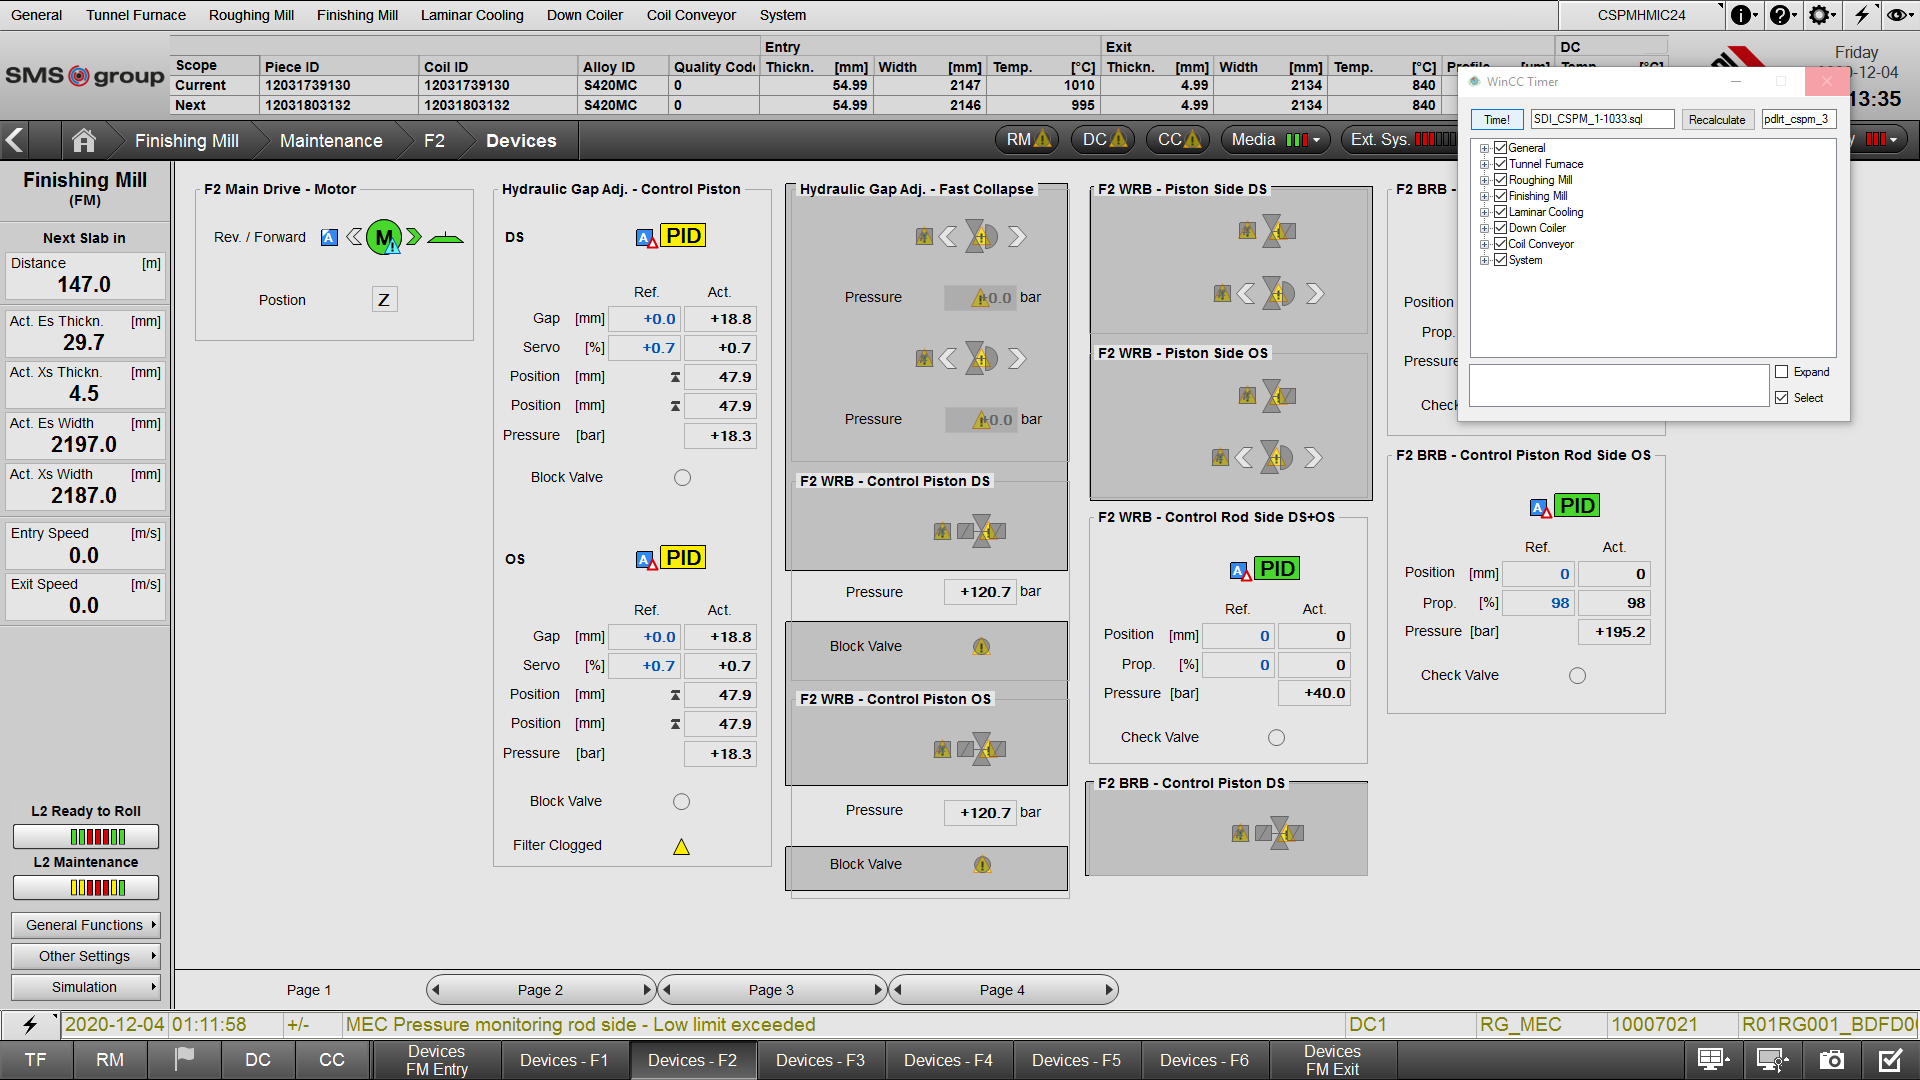 General Tunnel Furnace Roughing Mill Finishing Mill Laminar Cooling Down Coiler Coil Conveyor System CSPMHMIC24
Entry Exit DC
Scope Piece ID Coil ID Alloy ID Quality Code Thickn. [mm] Width [mm] Temp. [°C] Thickn. [mm] Width [mm] Temp. [°C]
Current 12031739130 12031739130 S420MC 0 54.99 2147 1010 4.99 2134 840
Next 12031803132 12031803132 S420MC 0 54.99 2146 995 4.99 2134 840
SMS group
Friday
-12-04
13:35
Finishing Mill Maintenance F2 Devices RM DC CC Media Ext. Sys.
WinCC Timer
Time! SDI_CSPM_1-1033.sql Recalculate pdlrt_cspm_3
General
Tunnel Furnace
Roughing Mill
Finishing Mill
Laminar Cooling
Down Coiler
Coil Conveyor
System
Expand
Select
Finishing Mill
(FM)
Next Slab in
Distance [m]
147.0
Act. Es Thickn. [mm]
29.7
Act. Xs Thickn. [mm]
4.5
Act. Es Width [mm]
2197.0
Act. Xs Width [mm]
2187.0
Entry Speed [m/s]
0.0
Exit Speed [m/s]
0.0
L2 Ready to Roll
L2 Maintenance
General Functions
Other Settings
Simulation
F2 Main Drive - Motor
Rev. / Forward A M
Postion Z
Hydraulic Gap Adj. - Control Piston
DS A PID
Ref. Act.
Gap [mm] +0.0 +18.8
Servo [%] +0.7 +0.7
Position [mm] 47.9
Position [mm] 47.9
Pressure [bar] +18.3
Block Valve
OS A PID
Ref. Act.
Gap [mm] +0.0 +18.8
Servo [%] +0.7 +0.7
Position [mm] 47.9
Position [mm] 47.9
Pressure [bar] +18.3
Block Valve
Filter Clogged
Hydraulic Gap Adj. - Fast Collapse
Pressure +0.0 bar
Pressure +0.0 bar
F2 WRB - Control Piston DS
Pressure +120.7 bar
Block Valve
F2 WRB - Control Piston OS
Pressure +120.7 bar
Block Valve
F2 WRB - Piston Side DS
F2 WRB - Piston Side OS
F2 WRB - Control Rod Side DS+OS
A PID
Ref. Act.
Position [mm] 0 0
Prop. [%] 0 0
Pressure [bar] +40.0
Check Valve
F2 BRB - Control Piston DS
F2 BRB -
Position
Prop.
Pressure
Check
F2 BRB - Control Piston Rod Side OS
A PID
Ref. Act.
Position [mm] 0 0
Prop. [%] 98 98
Pressure [bar] +195.2
Check Valve
Page 1 Page 2 Page 3 Page 4
2020-12-04 01:11:58 +/- MEC Pressure monitoring rod side - Low limit exceeded DC1 RG_MEC 10007021
TF RM DC CC Devices FM Entry Devices - F1 Devices - F2 Devices - F3 Devices - F4 Devices - F5 Devices - F6 Devices FM Exit